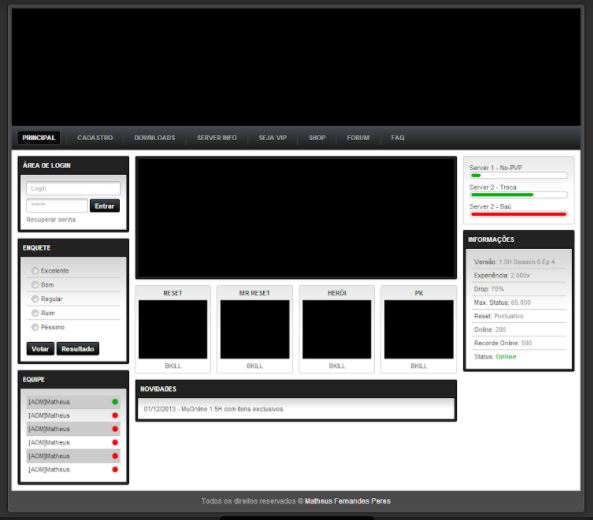 PRINCIPAL CADASTRO DOWNLOADS SERVER INFO SEJA VIP SHOP FORUM FAQ
ÁREA DE LOGIN
Login
******
Entrar
Recuperar senha
ENQUETE
Excelente
Bom
Regular
Ruim
Péssimo
Votar Resultado
EQUIPE
[ADM]Matheus
[ADM]Matheus
[ADM]Matheus
[ADM]Matheus
[ADM]Matheus
[ADM]Matheus
RESET MR RESET HERÓI PK
BKILL BKILL BKILL BKILL
NOVIDADES
01/12/2013 - MuOnline 1.5H com itens exclusivos
Server 1 - No-PVP
Server 2 - Troca
Server 2 - Baú
INFORMAÇÕES
Versão: 1.5H Season 6 Ep 4
Experiência: 2.000x
Drop: 70%
Max. Status: 65.000
Reset: Pontuativo
Online: 200
Recorde Online: 500
Status: Online
Todos os direitos reservados © Matheus Fernandes Peres